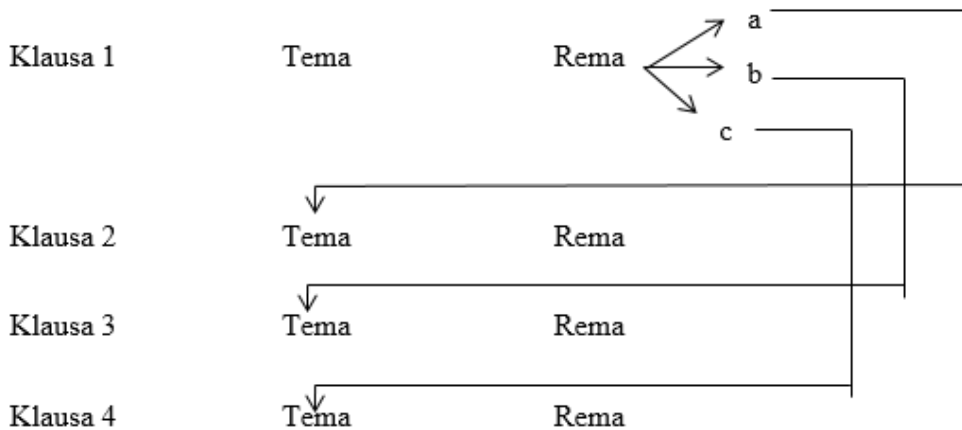 a
Klausa 1 Tema Rema
b
c
Klausa 2 Tema Rema
Klausa 3 Tema Rema
Klausa 4 Tema Rema